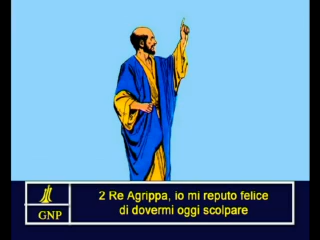 2 Re Agrippa, io mi reputo felice
di dovermi oggi scolpare
GNP